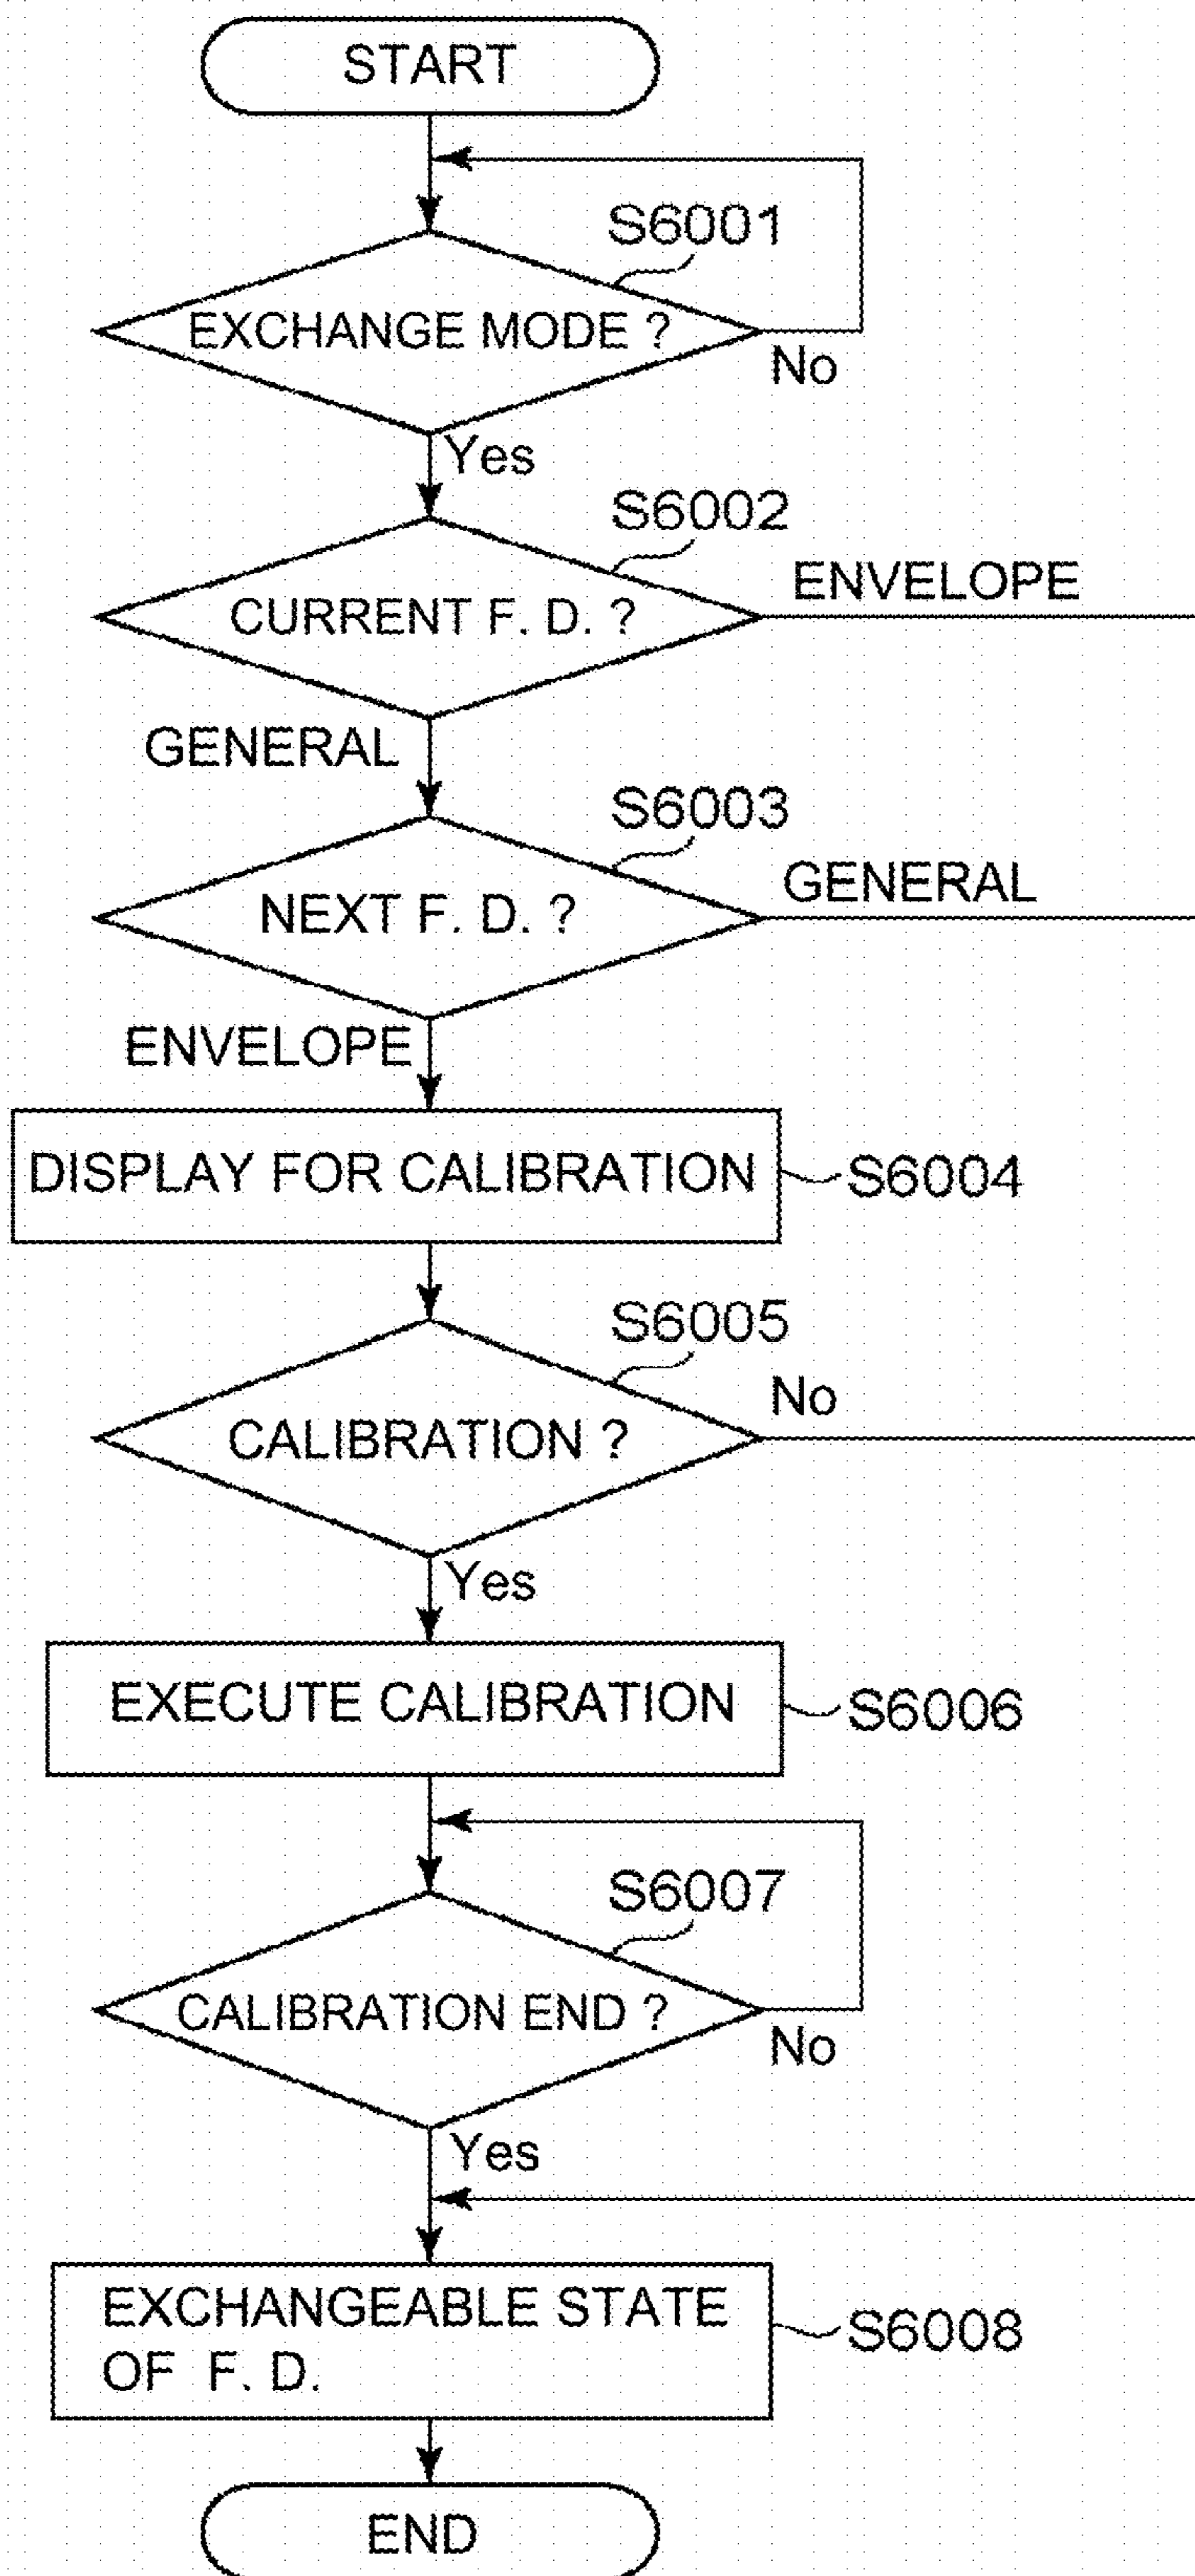 START
S6001
EXCHANGE MODE ?
No
Yes
S6002
ENVELOPE
CURRENT F. D. ?
GENERAL
S6003
GENERAL
NEXT F. D. ?
ENVELOPE
DISPLAY FOR CALIBRATION
S6004
S6005
No
CALIBRATION ?
Yes
EXECUTE CALIBRATION
S6006
S6007
CALIBRATION END ?
No
Yes
EXCHANGEABLE STATE
OF F. D.
S6008
END